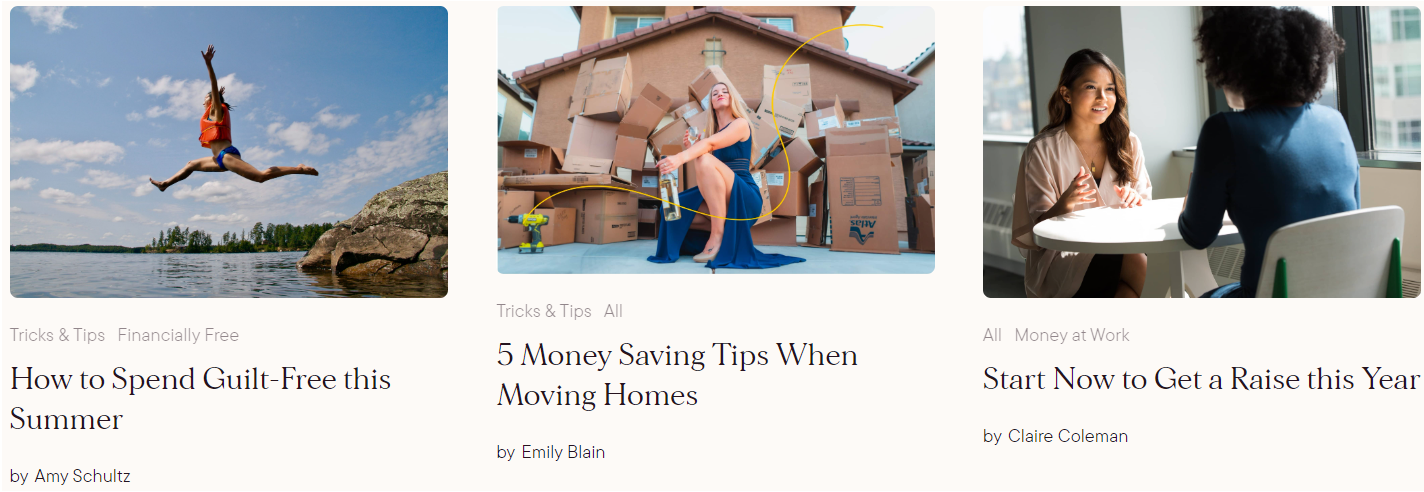 Tricks & Tips Financially Free
How to Spend Guilt-Free this
Summer
by Amy Schultz
Atlas
Tricks & Tips All
5 Money Saving Tips When
Moving Homes
by Emily Blain
All Money at Work
Start Now to Get a Raise this Year
by Claire Coleman